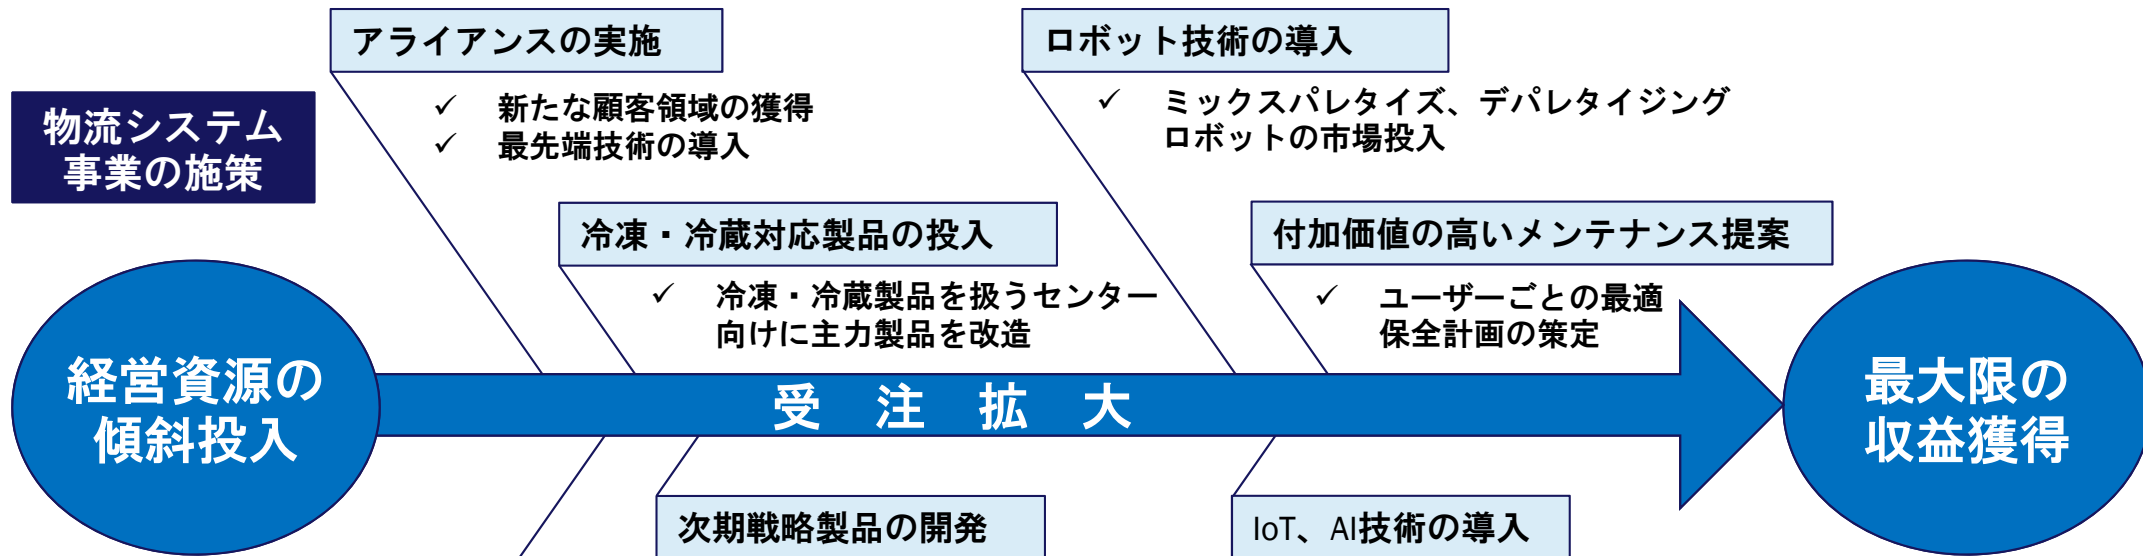 物流システム
事業の施策
アライアンスの実施
✓ 新たな顧客領域の獲得
✓ 最先端技術の導入
ロボット技術の導入
✓ ミックスパレタイズ、デパレタイジング
ロボットの市場投入
冷凍・冷蔵対応製品の投入
✓ 冷凍・冷蔵製品を扱うセンター
向けに主力製品を改造
付加価値の高いメンテナンス提案
✓ ユーザーごとの最適
保全計画の策定
経営資源の
傾斜投入
受 注 拡 大
最大限の
収益獲得
次期戦略製品の開発
IoT、AI技術の導入